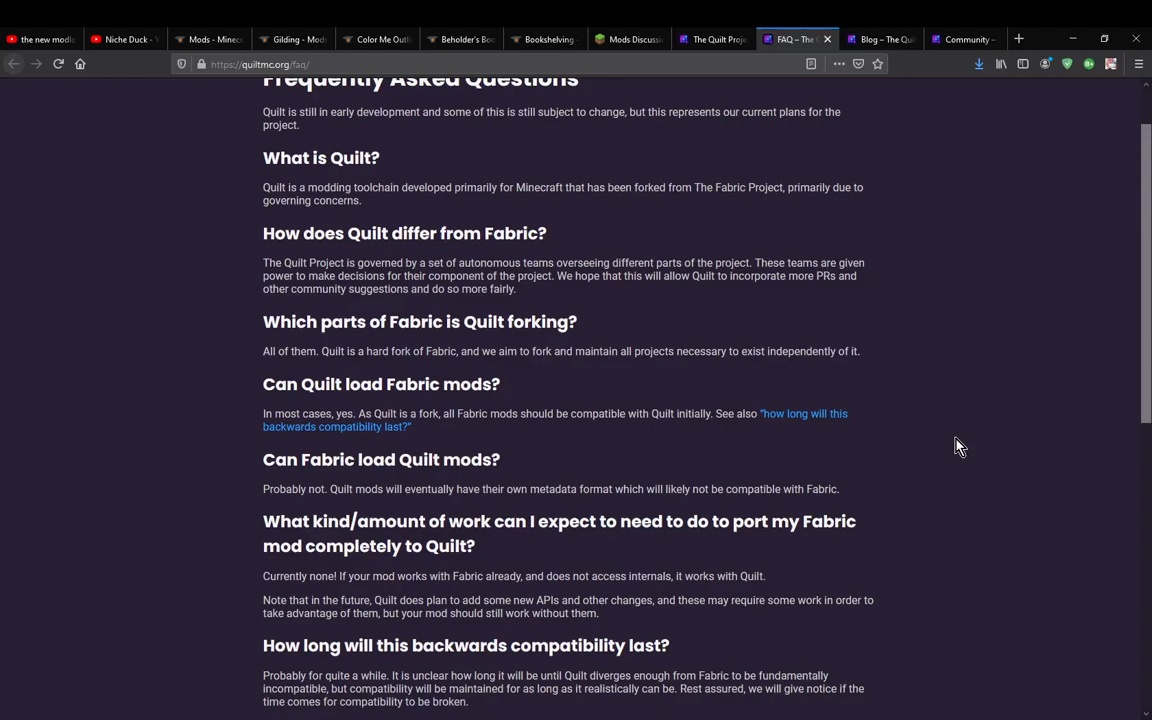 the new modlo
Niche Duck - Y
Mods - Minec
Gilding - Mods
Color Me Outl
Beholder's Boo
Bookshelving -
Mods Discussi
The Quilt Proje
FAQ – The
Blog – The Quil
Community –
https://quiltmc.org/faq/
Frequently Asked Questions
Quilt is still in early development and some of this is still subject to change, but this represents our current plans for the
project.
What is Quilt?
Quilt is a modding toolchain developed primarily for Minecraft that has been forked from The Fabric Project, primarily due to
governing concerns.
How does Quilt differ from Fabric?
The Quilt Project is governed by a set of autonomous teams overseeing different parts of the project. These teams are given
power to make decisions for their component of the project. We hope that this will allow Quilt to incorporate more PRs and
other community suggestions and do so more fairly.
Which parts of Fabric is Quilt forking?
All of them. Quilt is a hard fork of Fabric, and we aim to fork and maintain all projects necessary to exist independently of it.
Can Quilt load Fabric mods?
In most cases, yes. As Quilt is a fork, all Fabric mods should be compatible with Quilt initially. See also “how long will this
backwards compatibility last?”
Can Fabric load Quilt mods?
Probably not. Quilt mods will eventually have their own metadata format which will likely not be compatible with Fabric.
What kind/amount of work can I expect to need to do to port my Fabric
mod completely to Quilt?
Currently none! If your mod works with Fabric already, and does not access internals, it works with Quilt.
Note that in the future, Quilt does plan to add some new APIs and other changes, and these may require some work in order to
take advantage of them, but your mod should still work without them.
How long will this backwards compatibility last?
Probably for quite a while. It is unclear how long it will be until Quilt diverges enough from Fabric to be fundamentally
incompatible, but compatibility will be maintained for as long as it realistically can be. Rest assured, we will give notice if the
time comes for compatibility to be broken.